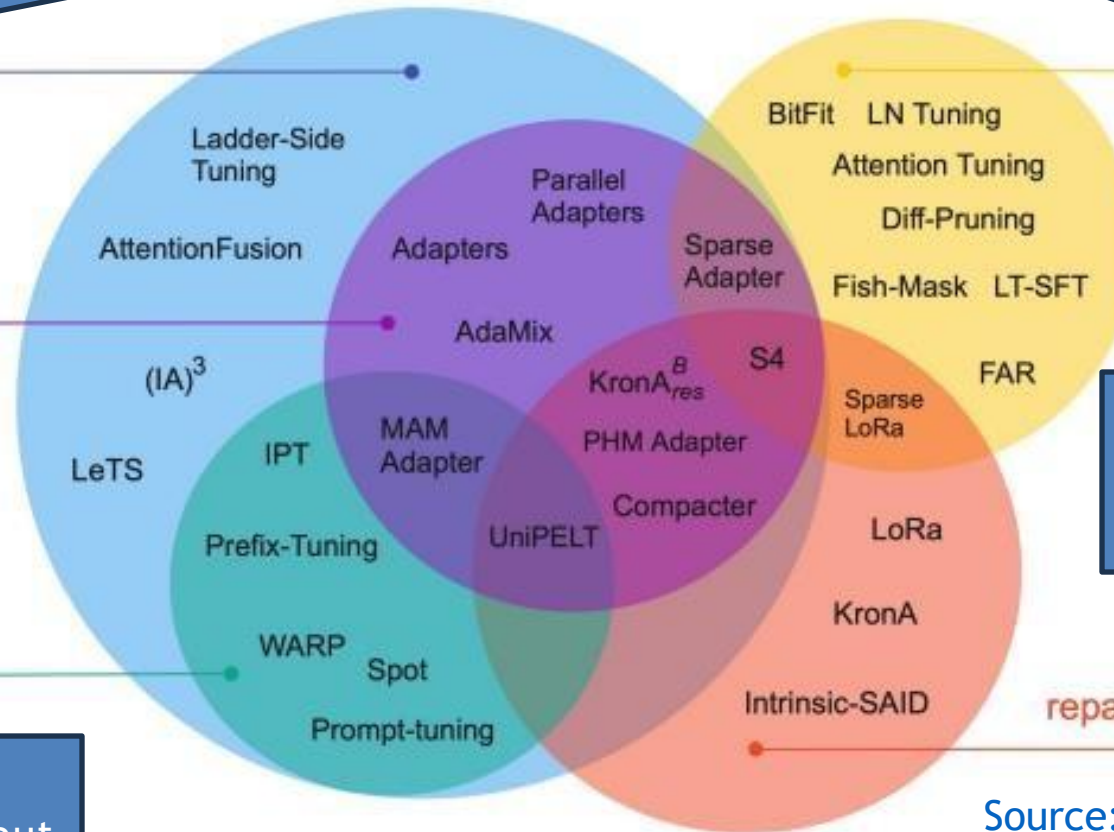 Ladder-Side
Tuning
AttentionFusion
(IA)³
LeTS
Parallel
Adapters
Adapters
AdaMix
Sparse
Adapter
BitFit LN Tuning
Attention Tuning
Diff-Pruning
Fish-Mask LT-SFT
FAR
S4
KronA^B_res
PHM Adapter
Compacter
Sparse
LoRa
MAM
Adapter
UniPELT
IPT
Prefix-Tuning
WARP
Spot
Prompt-tuning
LoRa
KronA
Intrinsic-SAID
Source: